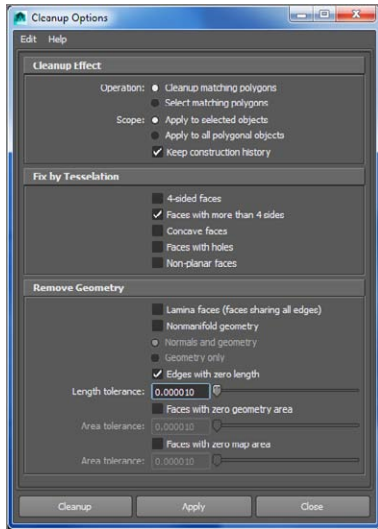 Cleanup Options
Edit Help
Cleanup Effect
Operation: Cleanup matching polygons
Select matching polygons
Scope: Apply to selected objects
Apply to all polygonal objects
Keep construction history
Fix by Tesselation
4-sided faces
Faces with more than 4 sides
Concave faces
Faces with holes
Non-planar faces
Remove Geometry
Lamina faces (faces sharing all edges)
Nonmanifold geometry
Normals and geometry
Geometry only
Edges with zero length
Length tolerance: 0.000010
Faces with zero geometry area
Area tolerance: 0.000010
Faces with zero map area
Area tolerance: 0.000010
Cleanup Apply Close